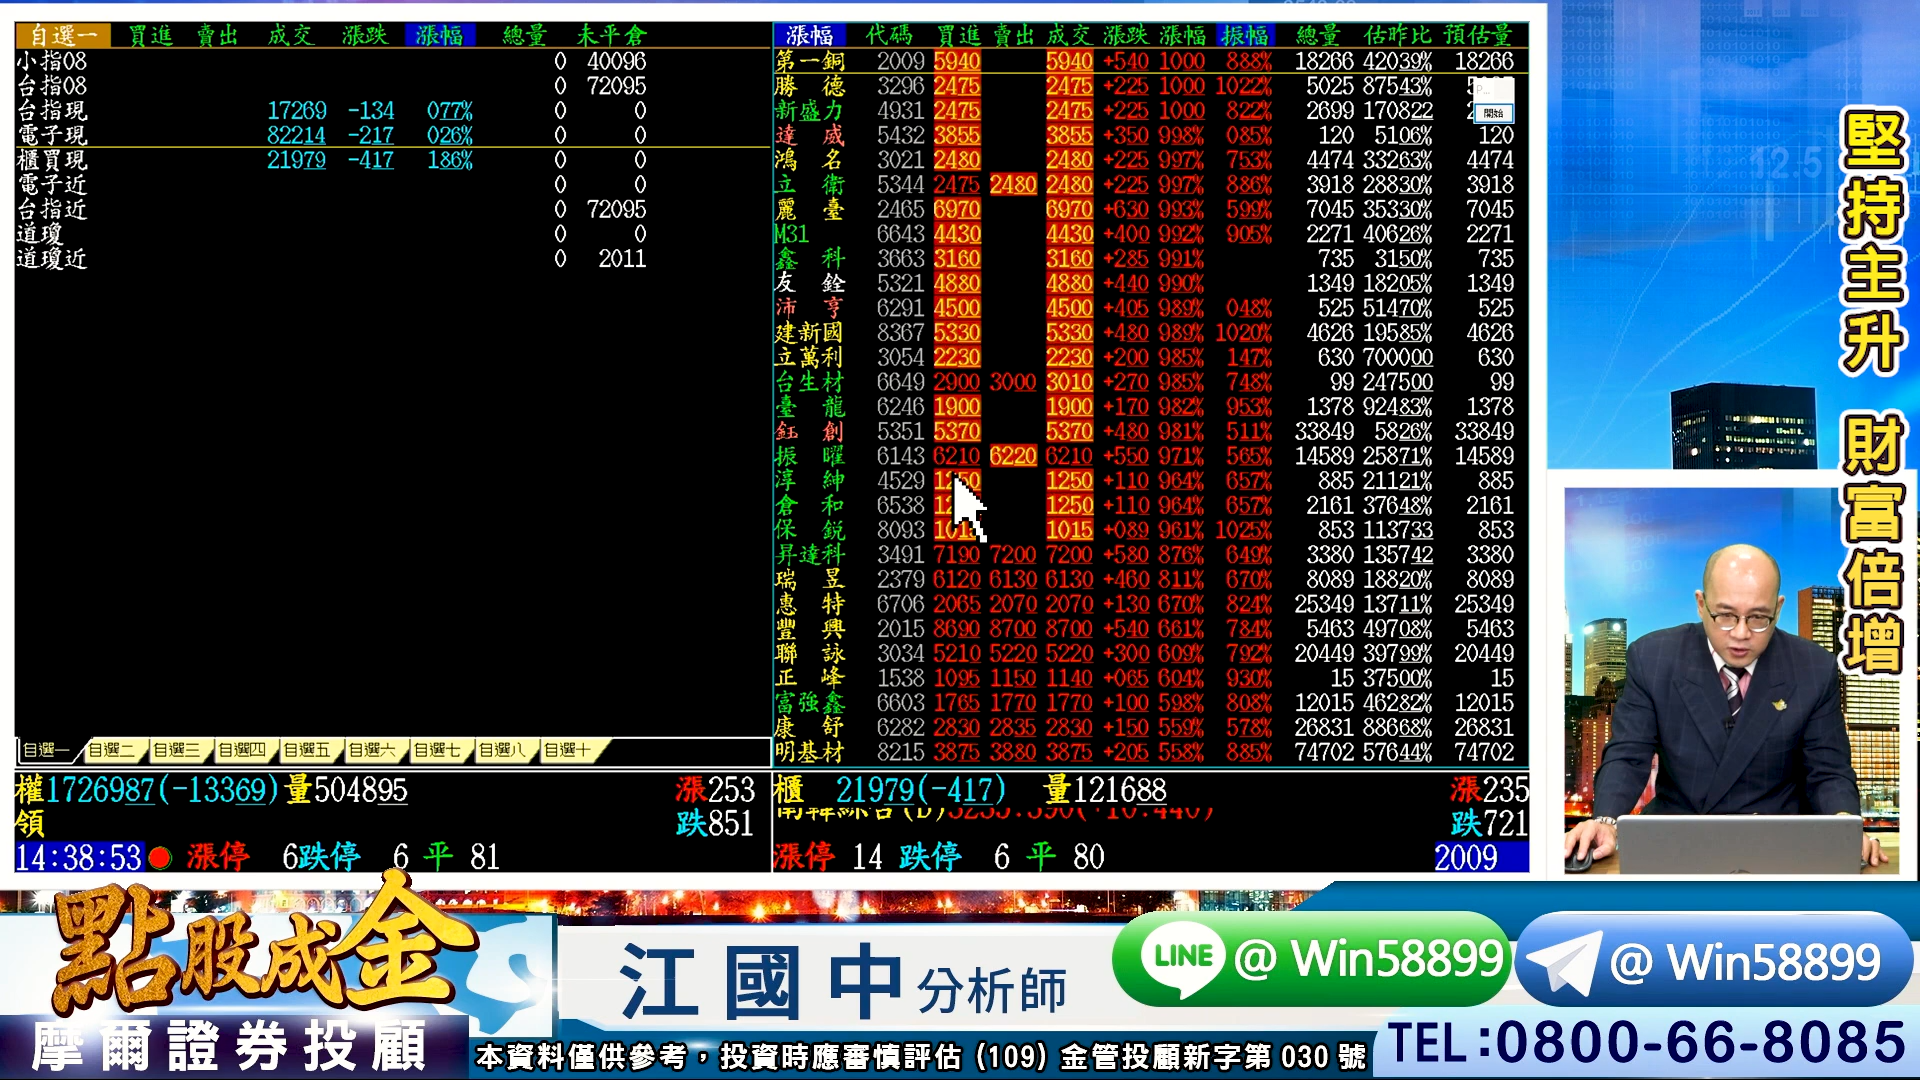 自選一 買進 賣出 成交 漲跌 漲幅 總量 未平倉
小指08 0 40096
台指08 0 72095
台指現 17269 -134 077% 0 0
電子現 82214 -217 026% 0 0
櫃買現 21979 -417 186% 0 0
電子近 0 0
台指近 0 72095
道瓊 0 0
道瓊近 0 2011
自選一 自選二 自選三 自選四 自選五 自選六 自選七 自選八 自選十
權1726987(-13369)量504895 漲253
領 跌851
14:38:53 漲停 6跌停 6 平 81
漲幅 代碼 買進 賣出 成交 漲跌 漲幅 振幅 總量 估昨比 預估量
第一銅 2009 5940 5940 +540 1000 888% 18266 42039% 18266
勝德 3296 2475 2475 +225 1000 1022% 5025 87543%
新盛力 4931 2475 2475 +225 1000 822% 2699 170822
開始
達威 5432 3855 3855 +350 998% 085% 120 5106% 120
鴻名 3021 2480 2480 +225 997% 753% 4474 33263% 4474
立衛 5344 2475 2480 2480 +225 997% 886% 3918 28830% 3918
麗臺 2465 6970 6970 +630 993% 599% 7045 35330% 7045
M31 6643 4430 4430 +400 992% 905% 2271 40626% 2271
鑫科 3663 3160 3160 +285 991% 735 3150% 735
友銓 5321 4880 4880 +440 990% 1349 18205% 1349
沛亨 6291 4500 4500 +405 989% 048% 525 51470% 525
建新國 8367 5330 5330 +480 989% 1020% 4626 19585% 4626
立萬利 3054 2230 2230 +200 985% 147% 630 700000 630
台生材 6649 2900 3000 3010 +270 985% 748% 99 247500 99
臺龍 6246 1900 1900 +170 982% 953% 1378 92483% 1378
鈺創 5351 5370 5370 +480 981% 511% 33849 5826% 33849
振曜 6143 6210 6220 6210 +550 971% 565% 14589 25871% 14589
淳紳 4529 1250 1250 +110 964% 657% 885 21121% 885
倉和 6538 1250 +110 964% 657% 2161 37648% 2161
保銳 8093 1015 1015 +089 961% 1025% 853 113733 853
昇達科 3491 7190 7200 7200 +580 876% 649% 3380 135742 3380
瑞昱 2379 6120 6130 6130 +460 811% 670% 8089 18820% 8089
惠特 6706 2065 2070 2070 +130 670% 824% 25349 13711% 25349
豐興 2015 8690 8700 8700 +540 661% 784% 5463 49708% 5463
聯詠 3034 5210 5220 5220 +300 609% 792% 20449 39799% 20449
正峰 1538 1095 1150 1140 +065 604% 930% 15 37500% 15
富強鑫 6603 1765 1770 1770 +100 598% 808% 12015 46282% 12015
康舒 6282 2830 2835 2830 +150 559% 578% 26831 88668% 26831
明基材 8215 3875 3880 3875 +205 558% 885% 74702 57644% 74702
櫃 21979(-417) 量121688 漲235
跌721
漲停 14 跌停 6 平 80 2009
堅持主升 財富倍增
點股成金
摩爾證券投顧
江國中分析師
LINE @ Win58899
@ Win58899
本資料僅供參考，投資時應審慎評估 (109) 金管投顧新字第 030 號
TEL:0800-66-8085